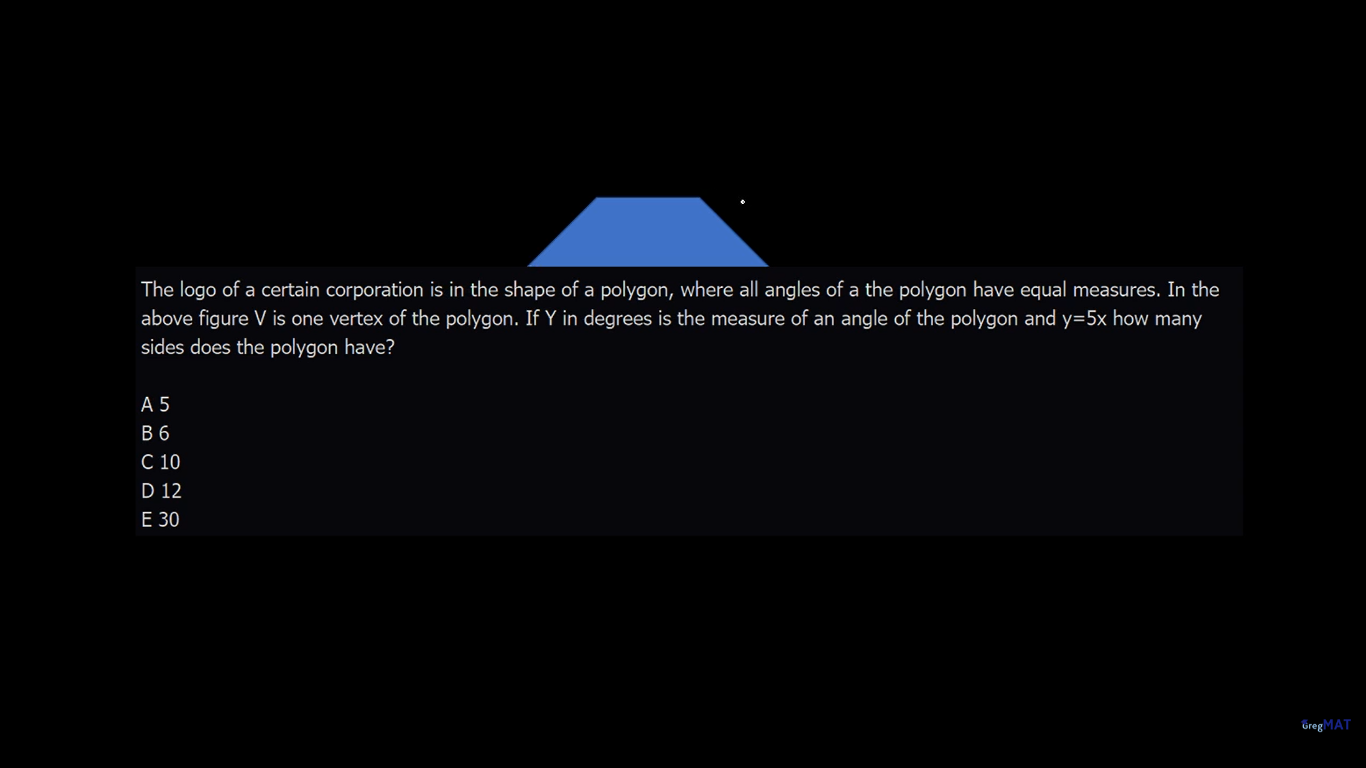 The logo of a certain corporation is in the shape of a polygon, where all angles of a the polygon have equal measures. In the
above figure V is one vertex of the polygon. If Y in degrees is the measure of an angle of the polygon and y=5x how many
sides does the polygon have?
A 5
B 6
C 10
D 12
E 30
GregMAT